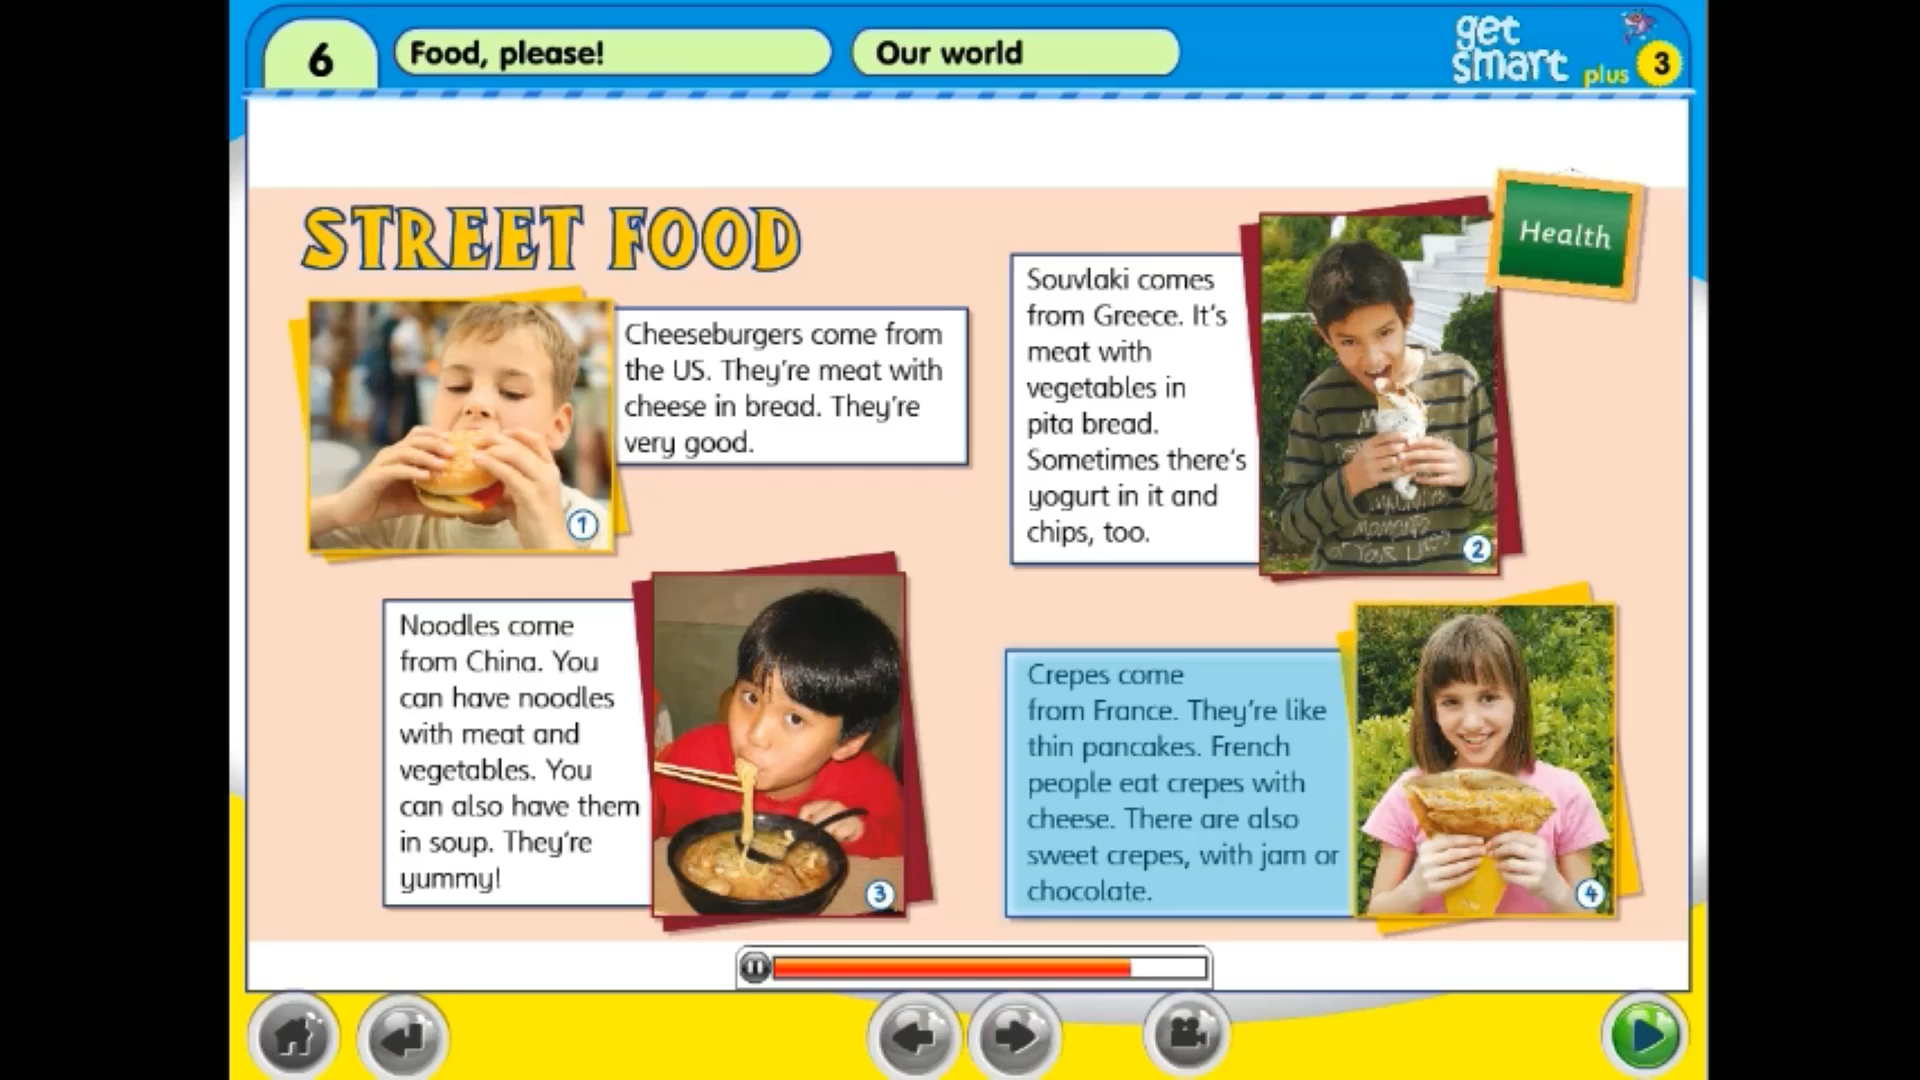 6
Food, please!
Our world
get
smart
plus 3
STREET FOOD
Health
Cheeseburgers come from
the US. They're meat with
cheese in bread. They're
very good.
1
Souvlaki comes
from Greece. It's
meat with
vegetables in
pita bread.
Sometimes there's
yogurt in it and
chips, too.
2
Noodles come
from China. You
can have noodles
with meat and
vegetables. You
can also have them
in soup. They're
yummy!
3
Crepes come
from France. They're like
thin pancakes. French
people eat crepes with
cheese. There are also
sweet crepes, with jam or
chocolate.
4